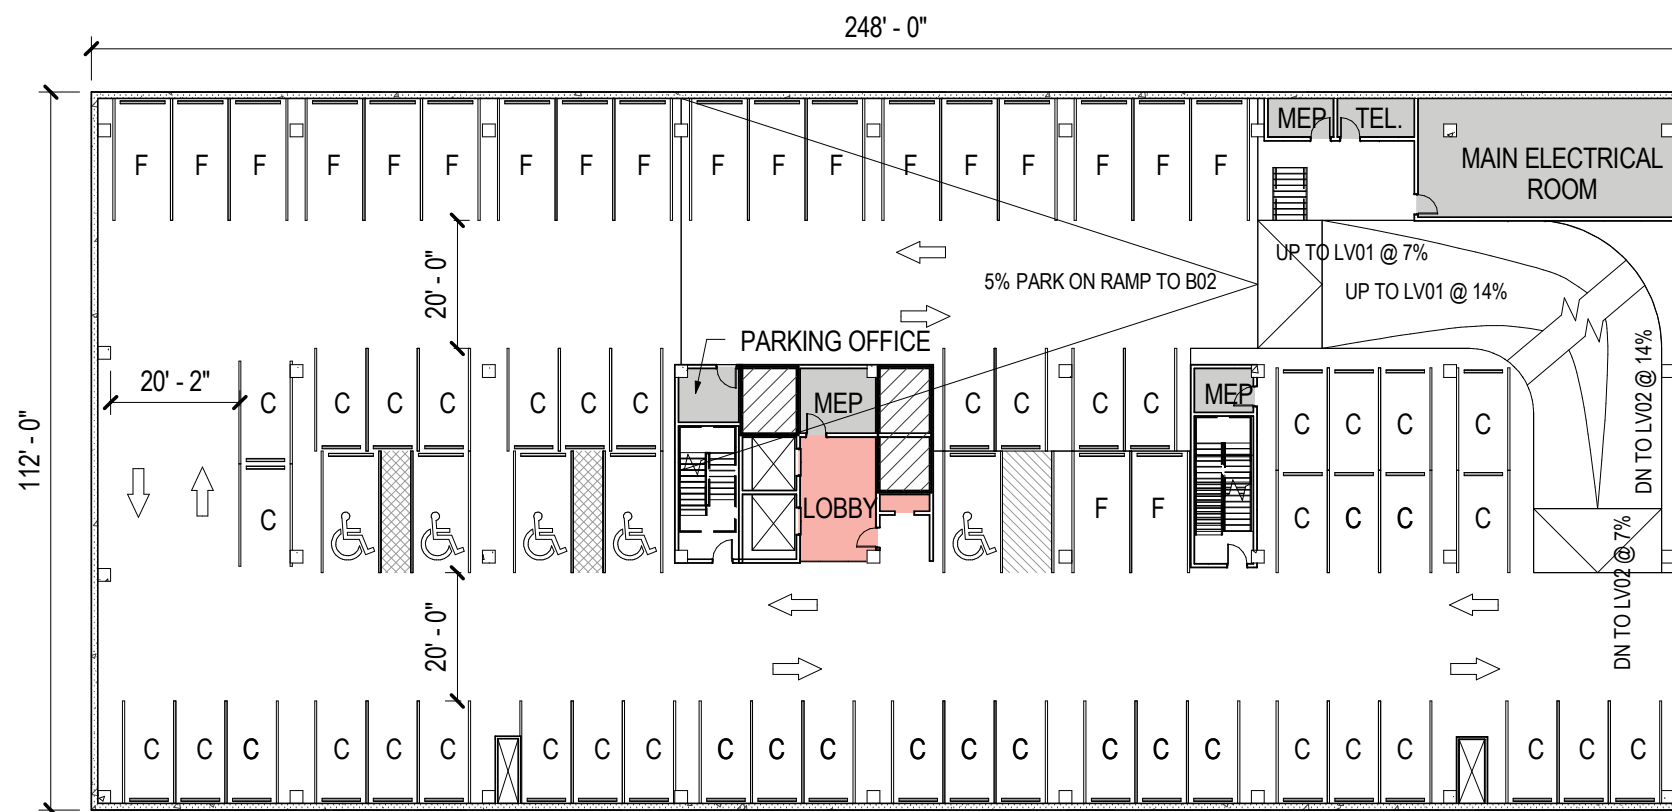 248' - 0"
MEP TEL.
F F F F F F F F F F F F F F F F F F
MAIN ELECTRICAL
ROOM
UP TO LV01 @ 7%
5% PARK ON RAMP TO B02
UP TO LV01 @ 14%
20' - 0"
PARKING OFFICE
DN TO LV02 @ 14%
20' - 2"
C C C C C C C
MEP
C C C C
MEP
C C C C
112' - 0"
C
LOBBY
F F
C C C C
DN TO LV02 @ 7%
20' - 0"
C C C C C C C C C C C C C C C C C C C C C C C C